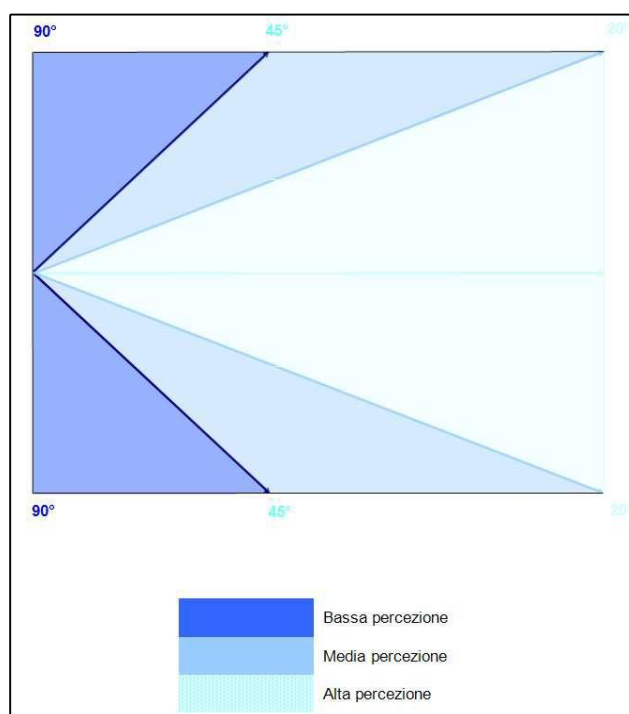 90° 45° 20°
90° 45° 20°
Bassa percezione
Media percezione
Alta percezione